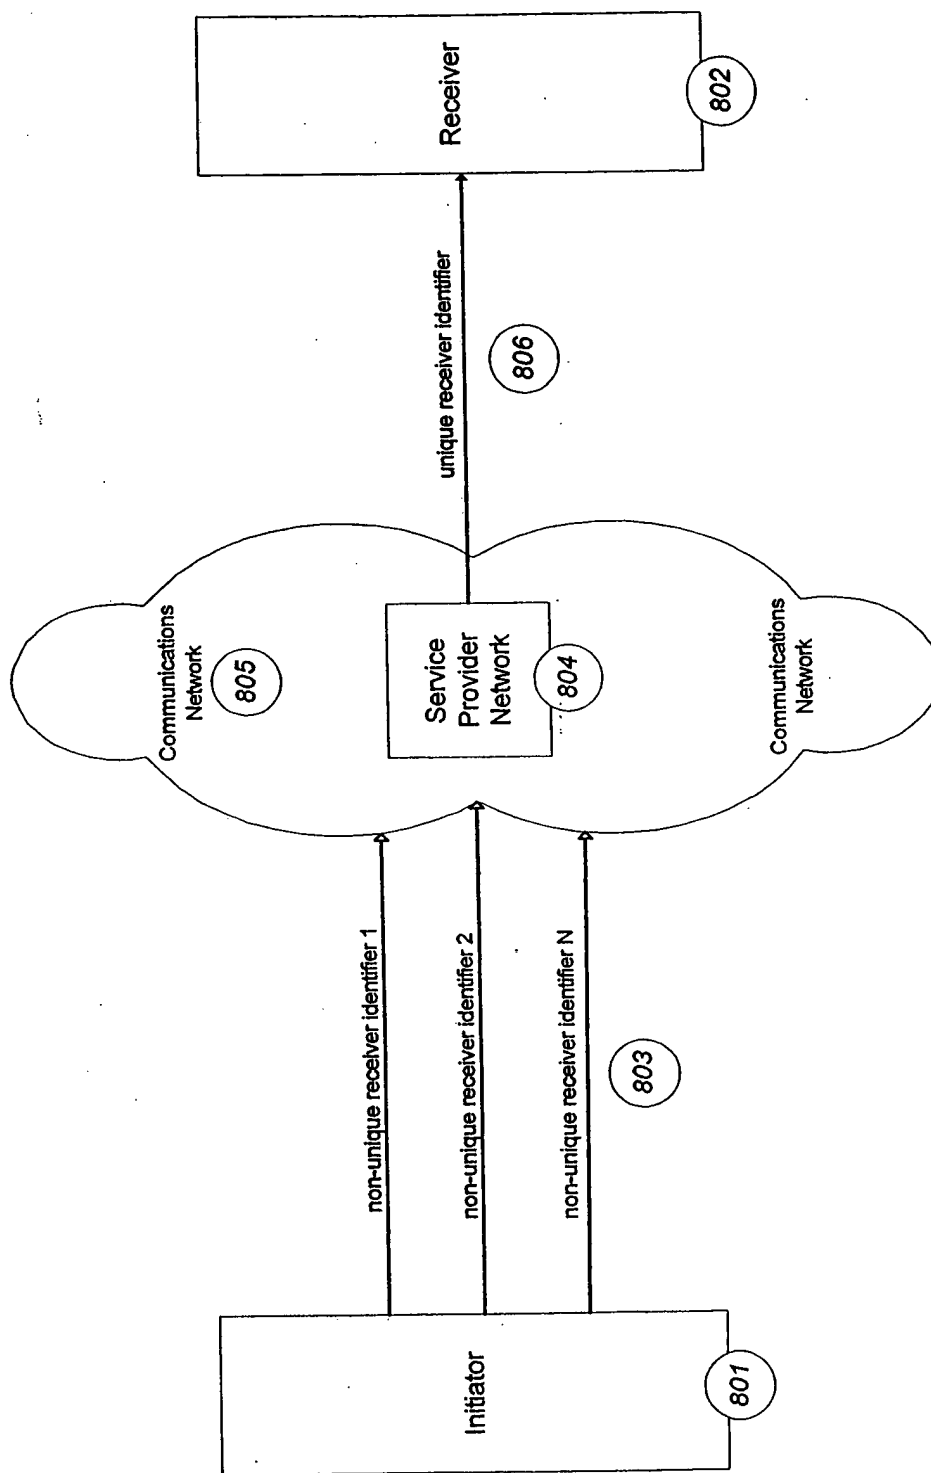 Initiator
801
non-unique receiver identifier 1
non-unique receiver identifier 2
non-unique receiver identifier N
803
Communications
Network
805
Service
Provider
Network
804
Communications
Network
unique receiver identifier
806
Receiver
802